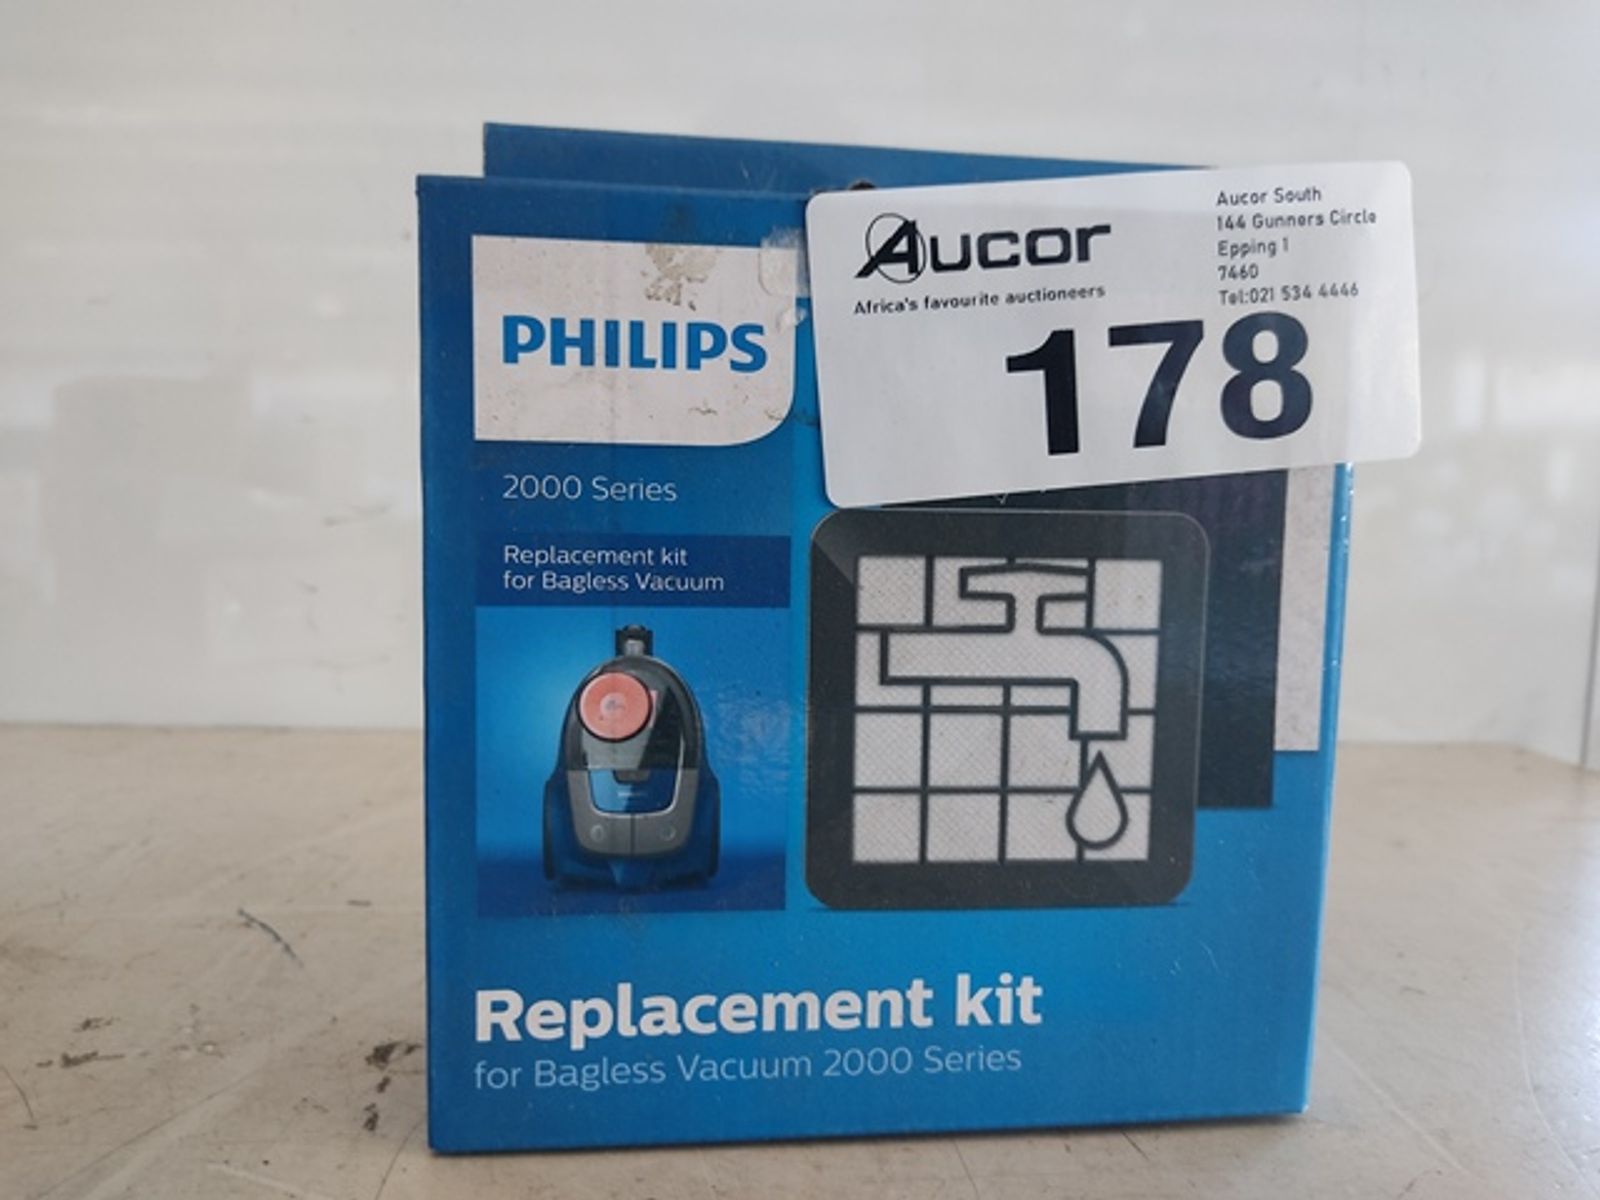 PHILIPS
2000 Series
Replacement kit
for Bagless Vacuum
Aucor
Africa's favourite auctioneers
Aucor South
144 Gunners Circle
Epping 1
7460
Tel:021 534 4446
178
Replacement kit
for Bagless Vacuum 2000 Series